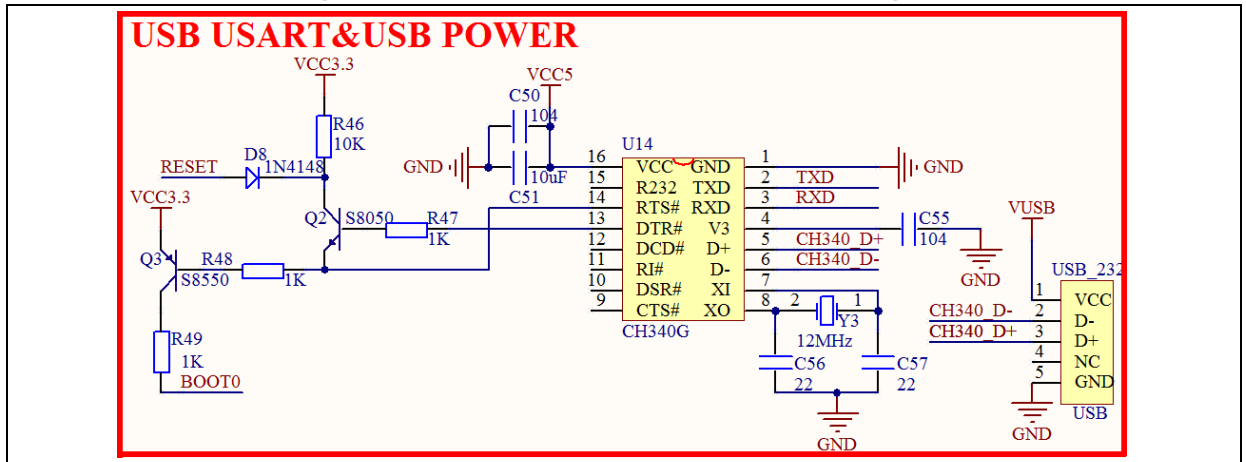 USB USART&USB POWER
VCC3.3
VCC5
C50
104
R46
10K
U14
GND
10uF
C51
D8
1N4148
RESET
VCC3.3
Q2
S8050
R47
1K
Q3
R48
S8550
1K
R49
1K
BOOT0
16 VCC GND 1
15 R232 TXD 2 TXD
14 RTS# RXD 3 RXD
13 DTR# V3 4
12 DCD# D+ 5 CH340_D+
11 RI# D- 6 CH340_D-
10 DSR# XI 7
9 CTS# XO 8
CH340G
GND
C55
104
GND
2 1
Y3
12MHz
C56
22
C57
22
GND
VUSB
USB_232
1 VCC
CH340_D- 2 D-
CH340_D+ 3 D+
4 NC
5 GND
USB
GND